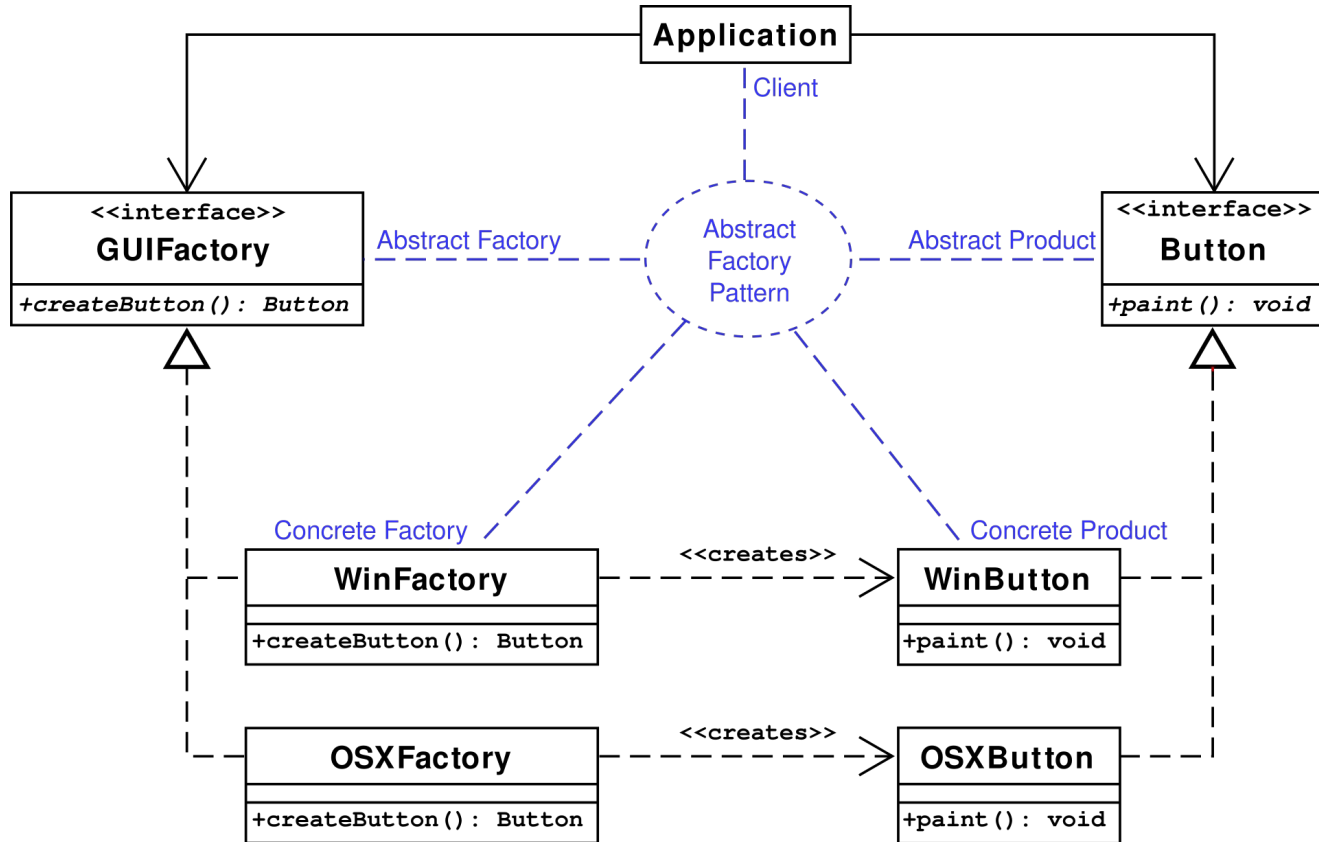 Application
Client
<<interface>>
GUIFactory
+createButton(): Button
Abstract Factory
Abstract
Factory
Pattern
Abstract Product
<<interface>>
Button
+paint(): void
Concrete Factory
WinFactory
+createButton(): Button
<<creates>>
Concrete Product
WinButton
+paint(): void
OSXFactory
+createButton(): Button
<<creates>>
OSXButton
+paint(): void